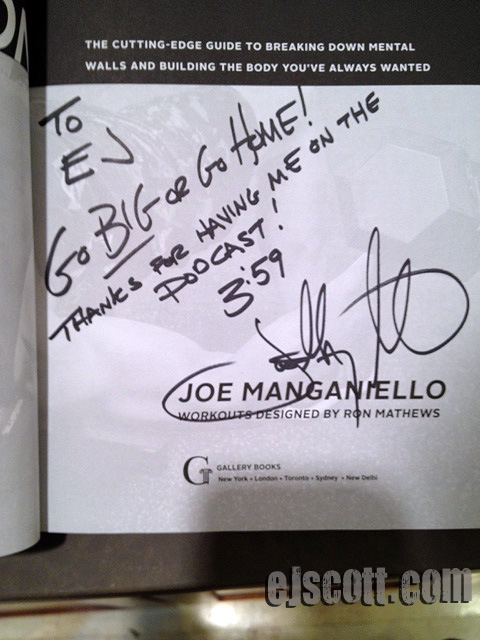 THE CUTTING-EDGE GUIDE TO BREAKING DOWN MENTAL
WALLS AND BUILDING THE BODY YOU'VE ALWAYS WANTED
TO
EJ
GO BIG OR GO HOME!
THANKS FOR HAVING ME ON THE
PODCAST!
3:59
JOE MANGANIELLO
WORKOUTS DESIGNED BY RON MATHEWS
G
GALLERY BOOKS
New York • London • Toronto • Sydney • New Delhi
ejscott.com